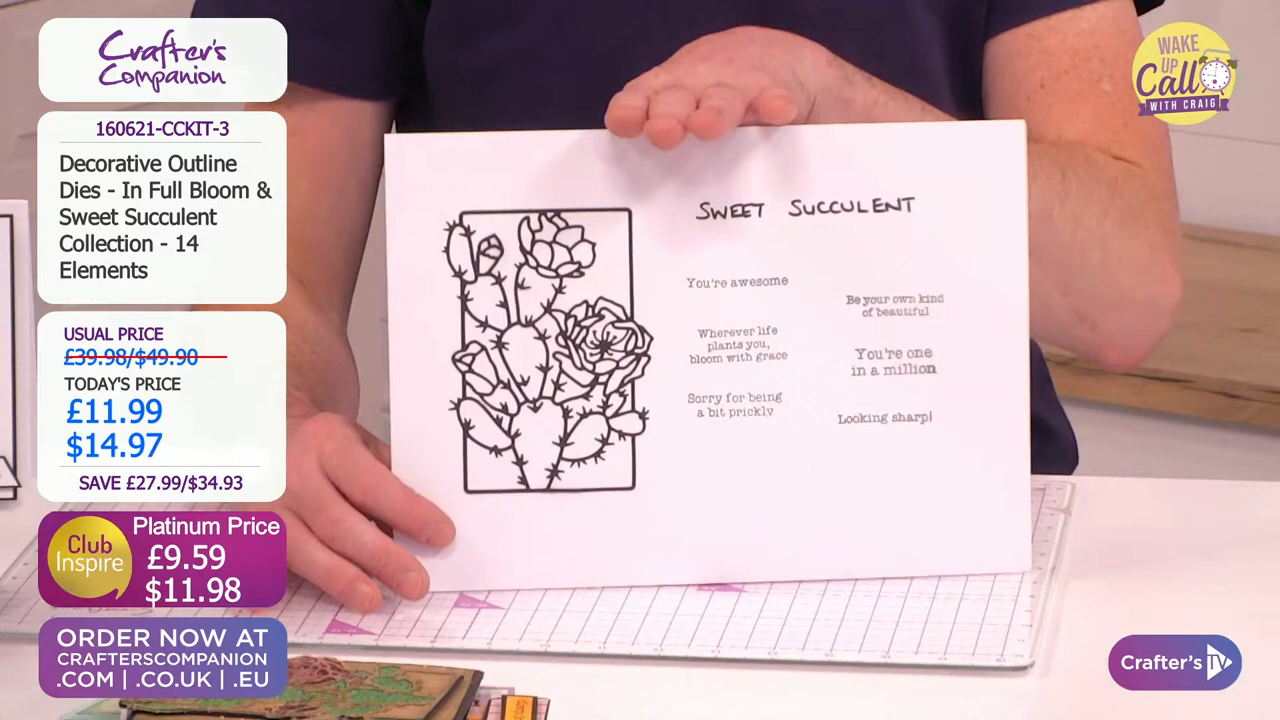 Crafter's
Companion
160621-CCKIT-3
Decorative Outline
Dies - In Full Bloom &
Sweet Succulent
Collection - 14
Elements
USUAL PRICE
£39.98/$49.90
TODAY'S PRICE
£11.99
$14.97
SAVE £27.99/$34.93
Club
Inspire
Platinum Price
£9.59
$11.98
ORDER NOW AT
CRAFTERSCOMPANION
.COM | .CO.UK | .EU
SWEET SUCCULENT
You're awesome
Wherever life
plants you,
bloom with grace
Sorry for being
a bit prickly
Be your own kind
of beautiful
You're one
in a million
Looking sharp!
WAKE
UP
Call
WITH CRAIG
Crafter's TV